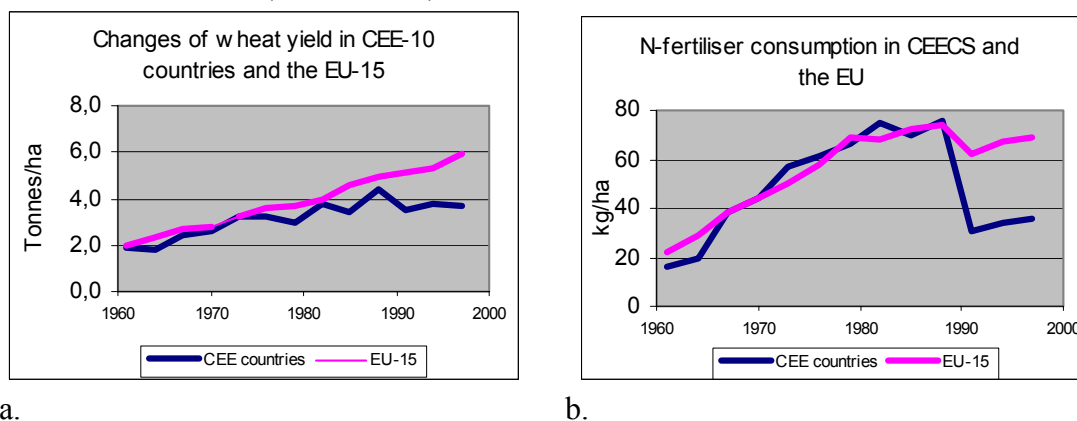 Changes of wheat yield in CEE-10
countries and the EU-15
8,0
6,0
4,0
2,0
0,0
Tonnes/ha
1960
1970
1980
1990
2000
CEE countries
EU-15
a.
N-fertiliser consumption in CEECS and
the EU
80
60
40
20
0
kg/ha
1960
1970
1980
1990
2000
CEE countries
EU-15
b.